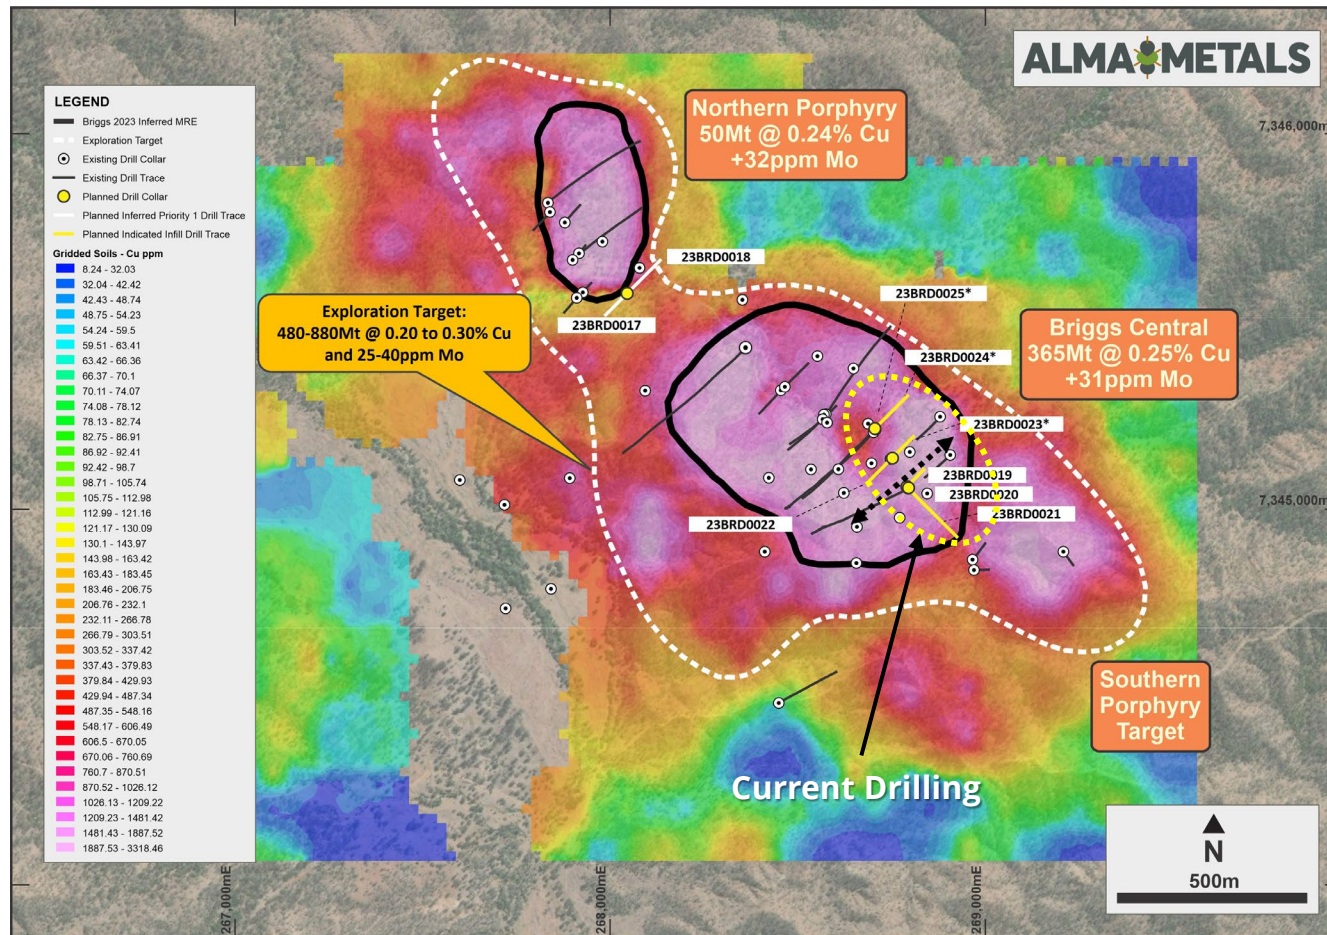 ALMA METALS
LEGEND
Briggs 2023 Inferred MRE
Exploration Target
Existing Drill Collar
Existing Drill Trace
Planned Drill Collar
Planned Inferred Priority 1 Drill Trace
Planned Indicated Infill Drill Trace
Gridded Soils - Cu ppm
8.24 - 32.03
32.04 - 42.42
42.43 - 48.74
48.75 - 54.23
54.24 - 59.5
59.51 - 63.41
63.42 - 66.36
66.37 - 70.1
70.11 - 74.07
74.08 - 78.12
78.13 - 82.74
82.75 - 86.91
86.92 - 92.41
92.42 - 98.7
98.71 - 105.74
105.75 - 112.98
112.99 - 121.16
121.17 - 130.09
130.1 - 143.97
143.98 - 163.42
163.43 - 183.45
183.46 - 206.75
206.76 - 232.1
232.11 - 266.78
266.79 - 303.51
303.52 - 337.42
337.43 - 379.83
379.84 - 429.93
429.94 - 487.34
487.35 - 548.16
548.17 - 606.49
606.5 - 670.05
670.06 - 760.69
760.7 - 870.51
870.52 - 1026.12
1026.13 - 1209.22
1209.23 - 1481.42
1481.43 - 1887.52
1887.53 - 3318.46
Northern Porphyry
50Mt @ 0.24% Cu
+32ppm Mo
7,346,000m
23BRD0018
23BRD0025*
Exploration Target:
480-880Mt @ 0.20 to 0.30% Cu
and 25-40ppm Mo
23BRD0017
Briggs Central
365Mt @ 0.25% Cu
+31ppm Mo
23BRD0024*
23BRD0023*
23BRD0019
23BRD0020
23BRD0021
23BRD0022
7,345,000m
Southern
Porphyry
Target
Current Drilling
N
500m
267,000mE
268,000mE
269,000mE